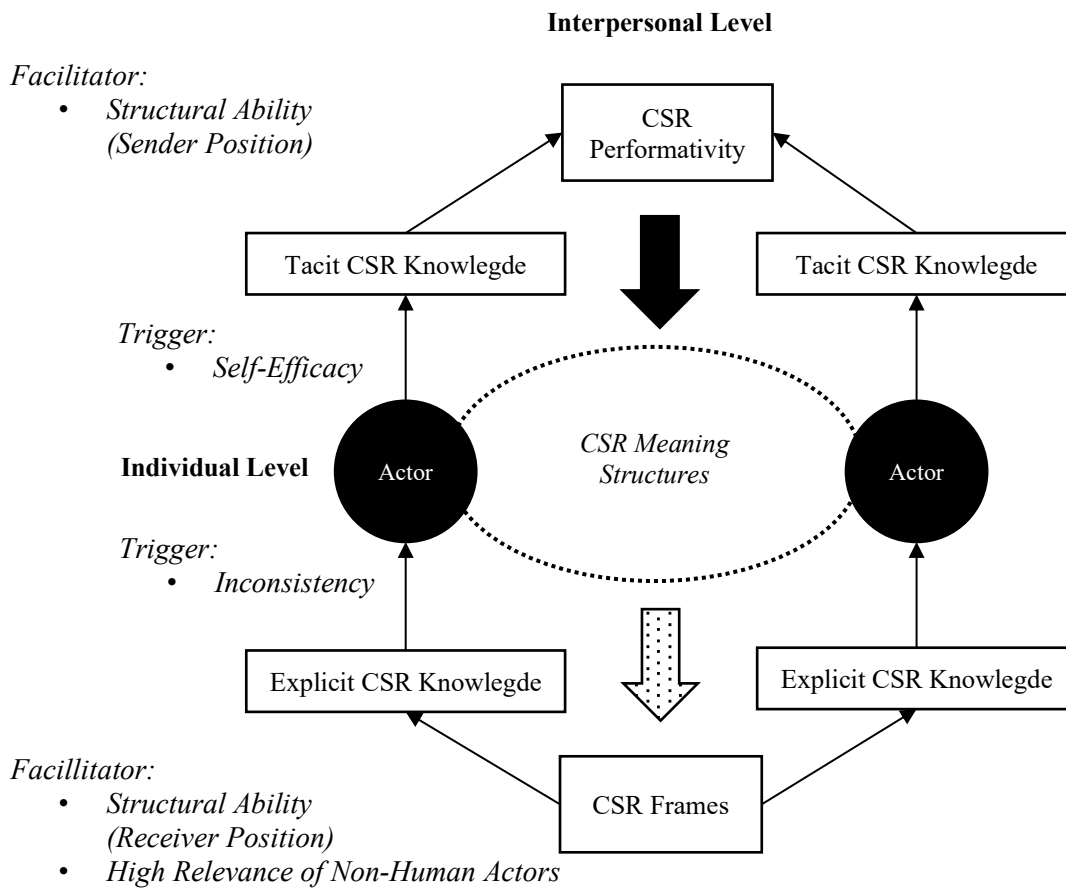 Interpersonal Level
Facilitator:
• Structural Ability
(Sender Position)
CSR
Performativity
Tacit CSR Knowlegde
Tacit CSR Knowlegde
Trigger:
• Self-Efficacy
Individual Level
Actor
CSR Meaning
Structures
Actor
Trigger:
• Inconsistency
Explicit CSR Knowlegde
Explicit CSR Knowlegde
Facillitator:
• Structural Ability
(Receiver Position)
• High Relevance of Non-Human Actors
CSR Frames